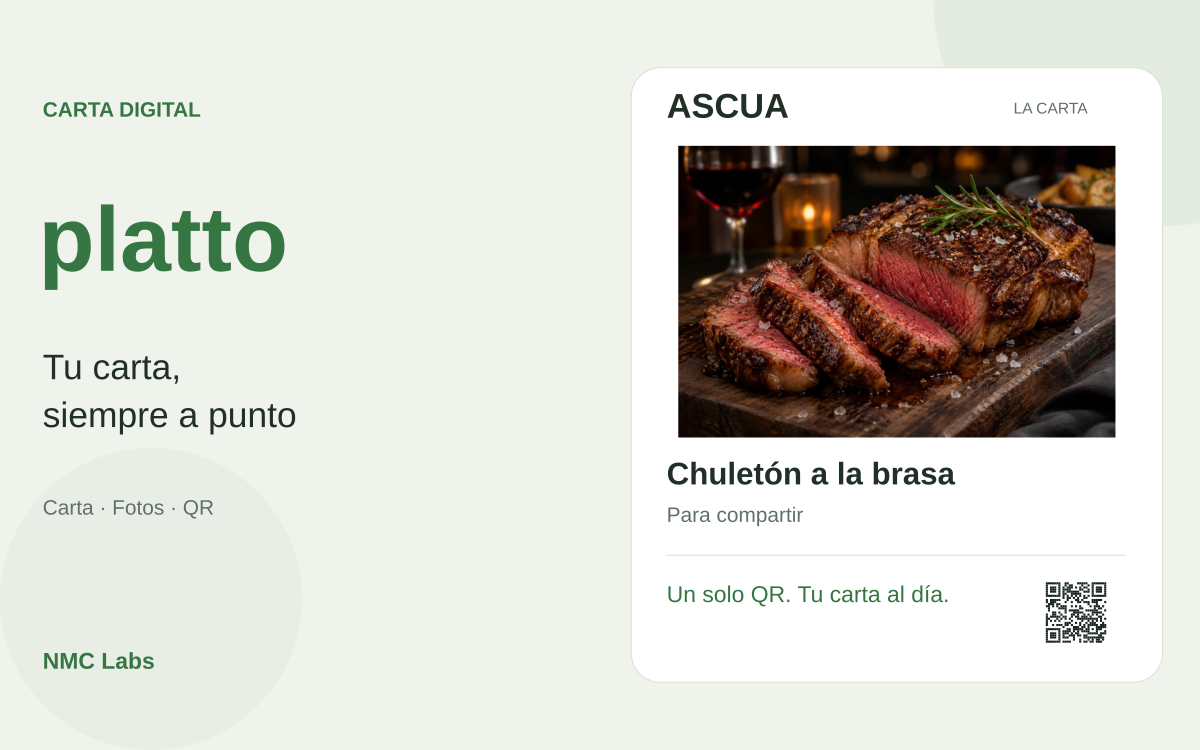 CARTA DIGITAL
platto
Tu carta,
siempre a punto
Carta · Fotos · QR
NMC Labs
ASCUA
LA CARTA
Chuletón a la brasa
Para compartir
Un solo QR. Tu carta al día.